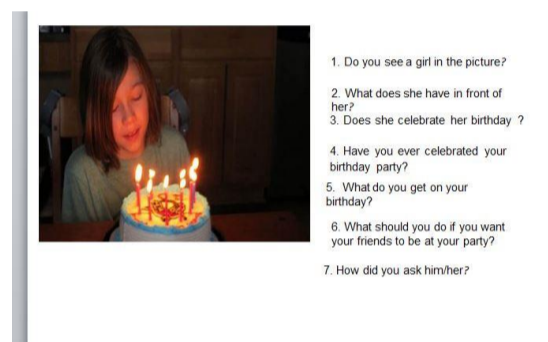 1. Do you see a girl in the picture?
2. What does she have in front of
her?
3. Does she celebrate her birthday ?
4. Have you ever celebrated your
birthday party?
5. What do you get on your
birthday?
6. What should you do if you want
your friends to be at your party?
7. How did you ask him/her?